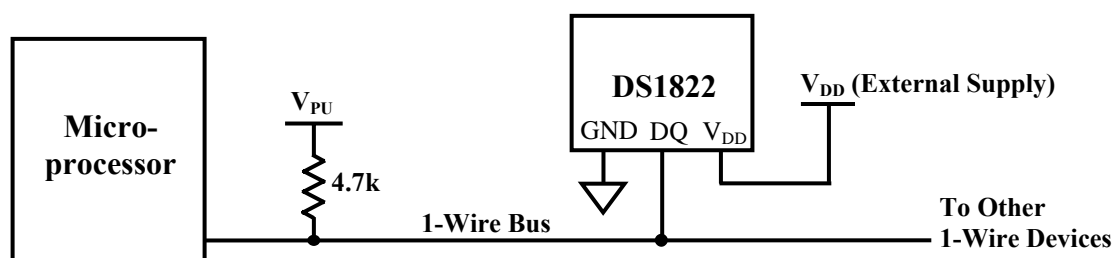 Micro-
processor
V_PU
4.7k
1-Wire Bus
DS1822
GND DQ V_DD
V_DD (External Supply)
To Other
1-Wire Devices